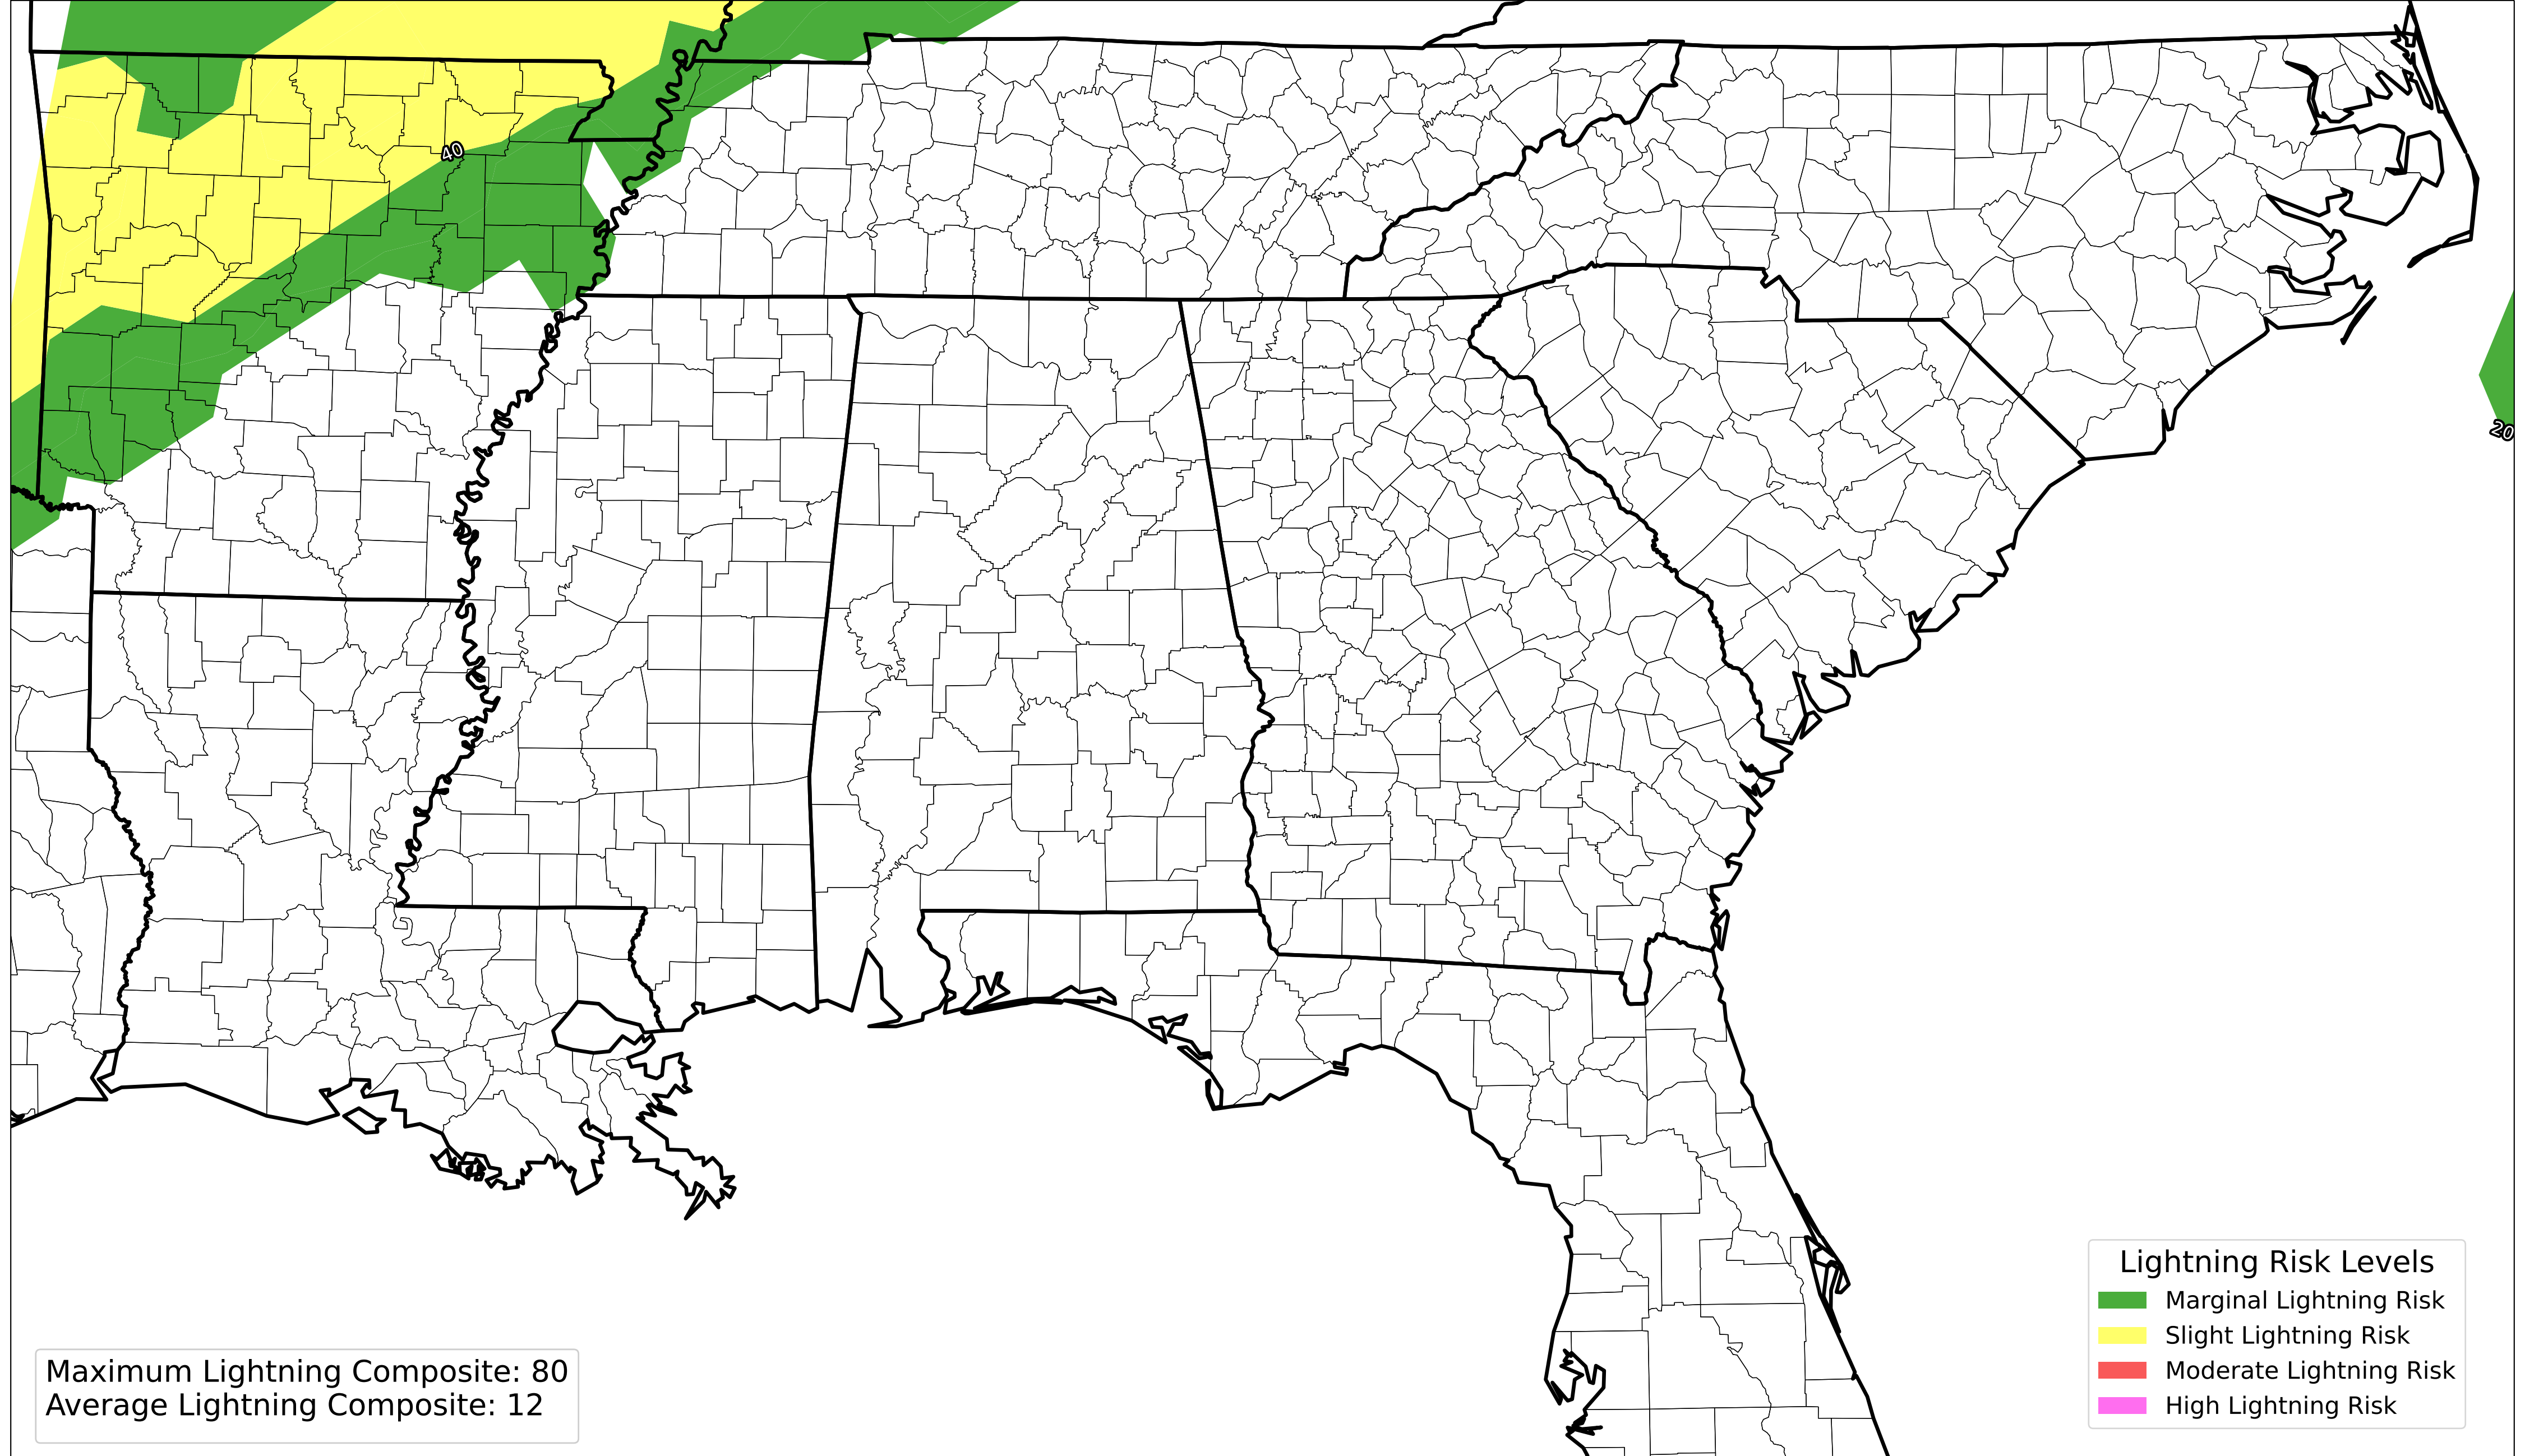 40
20
Lightning Risk Levels
Marginal Lightning Risk
Slight Lightning Risk
Moderate Lightning Risk
High Lightning Risk
Maximum Lightning Composite: 80
Average Lightning Composite: 12